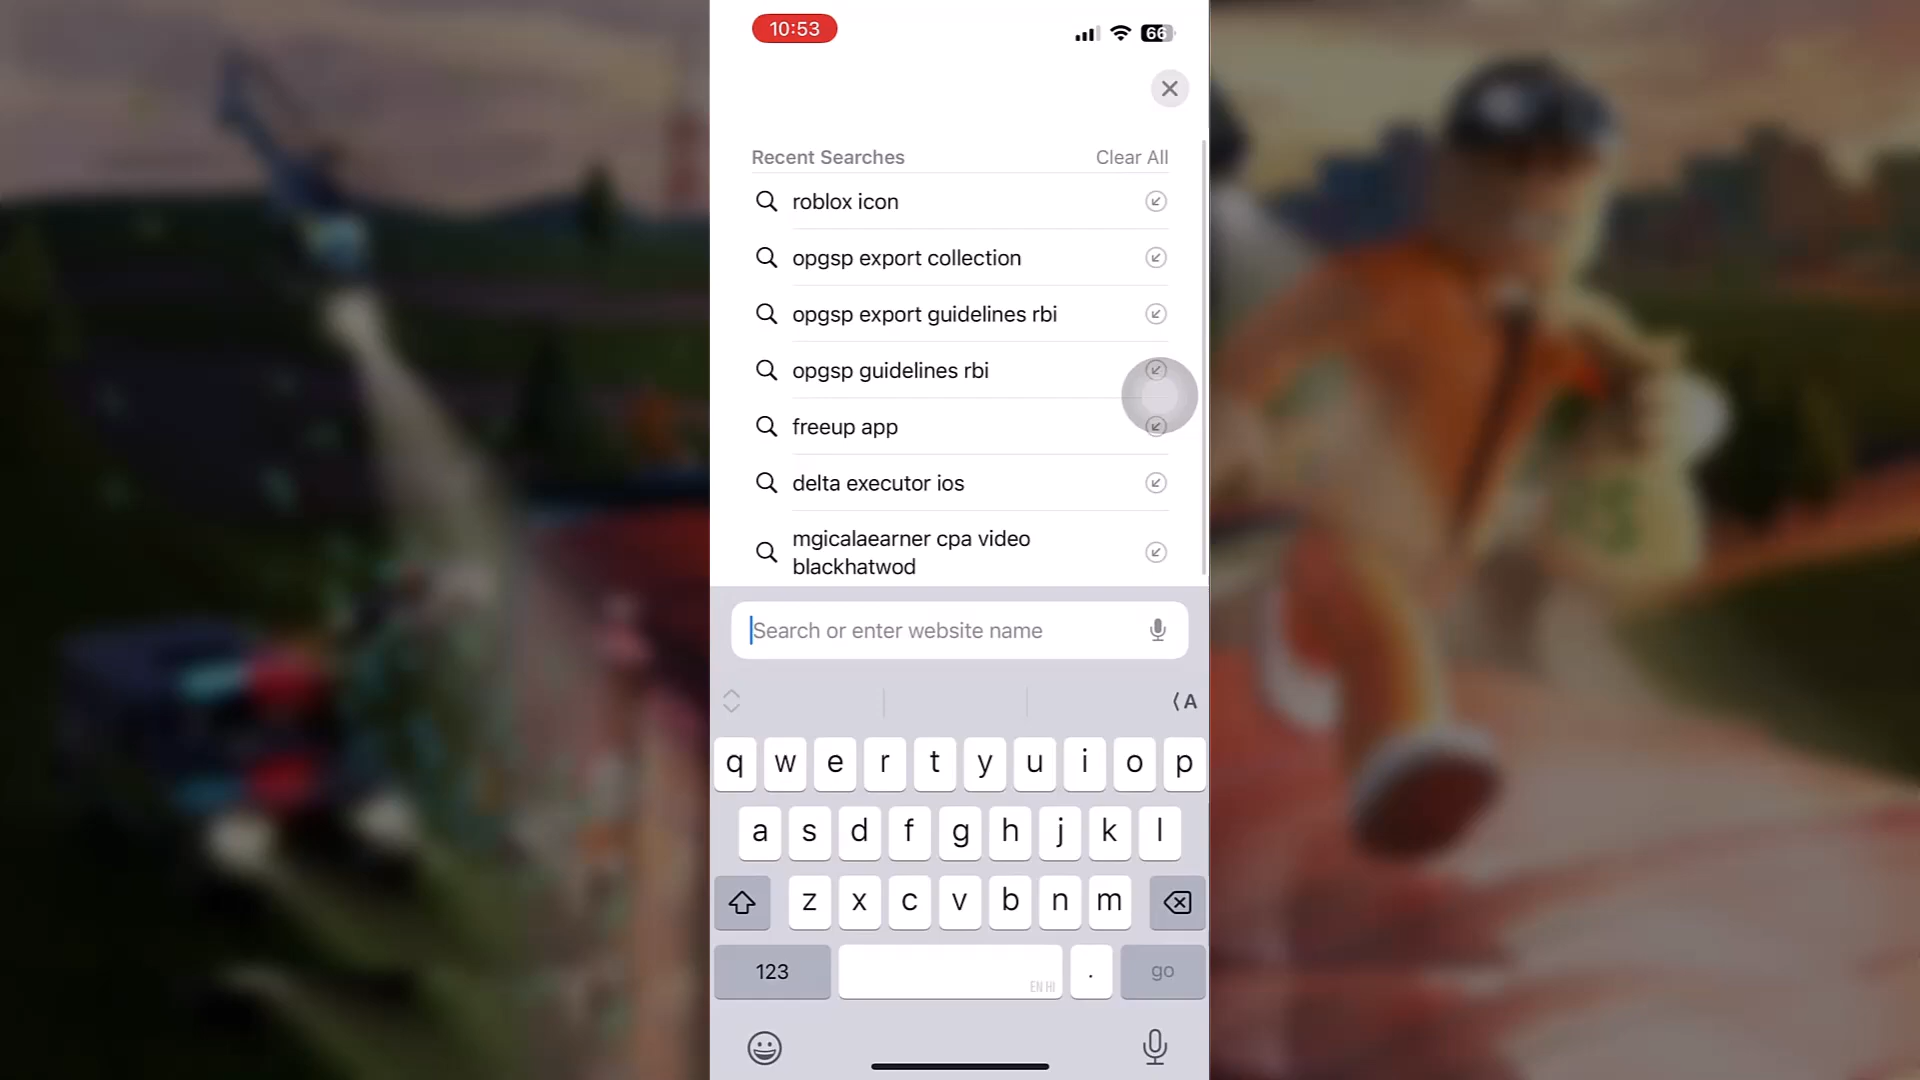 10:53
66
Recent Searches
Clear All
roblox icon
opgsp export collection
opgsp export guidelines rbi
opgsp guidelines rbi
freeup app
delta executor ios
mgicalaearner cpa video
blackhatwod
Search or enter website name
A
q w e r t y u i o p
a s d f g h j k l
z x c v b n m
123
EN HI
.
go